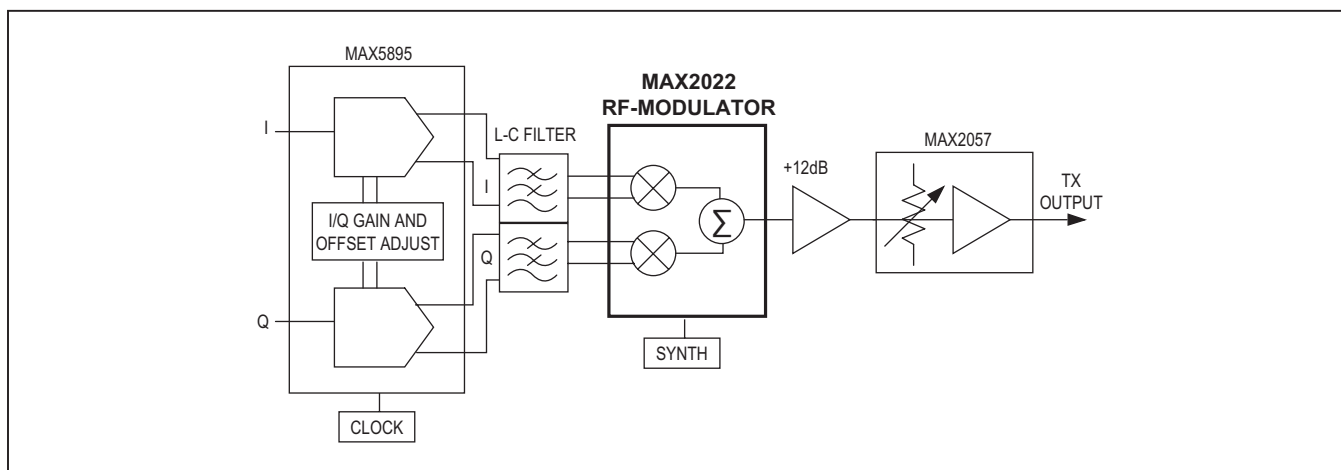 MAX5895
I
I/Q GAIN AND
OFFSET ADJUST
Q
CLOCK
L-C FILTER
I
Q
MAX2022
RF-MODULATOR
Σ
SYNTH
+12dB
MAX2057
TX
OUTPUT